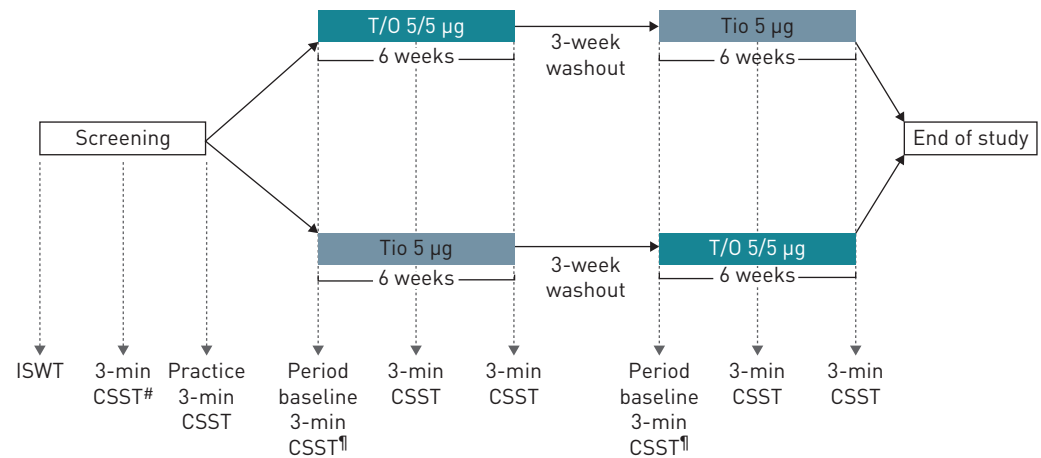 T/O 5/5 µg
6 weeks
3-week
washout
Tio 5 µg
6 weeks
Screening
End of study
Tio 5 µg
6 weeks
3-week
washout
T/O 5/5 µg
6 weeks
ISWT
3-min
CSST#
Practice
3-min
CSST
Period
baseline
3-min
CSST¶
3-min
CSST
3-min
CSST
Period
baseline
3-min
CSST¶
3-min
CSST
3-min
CSST